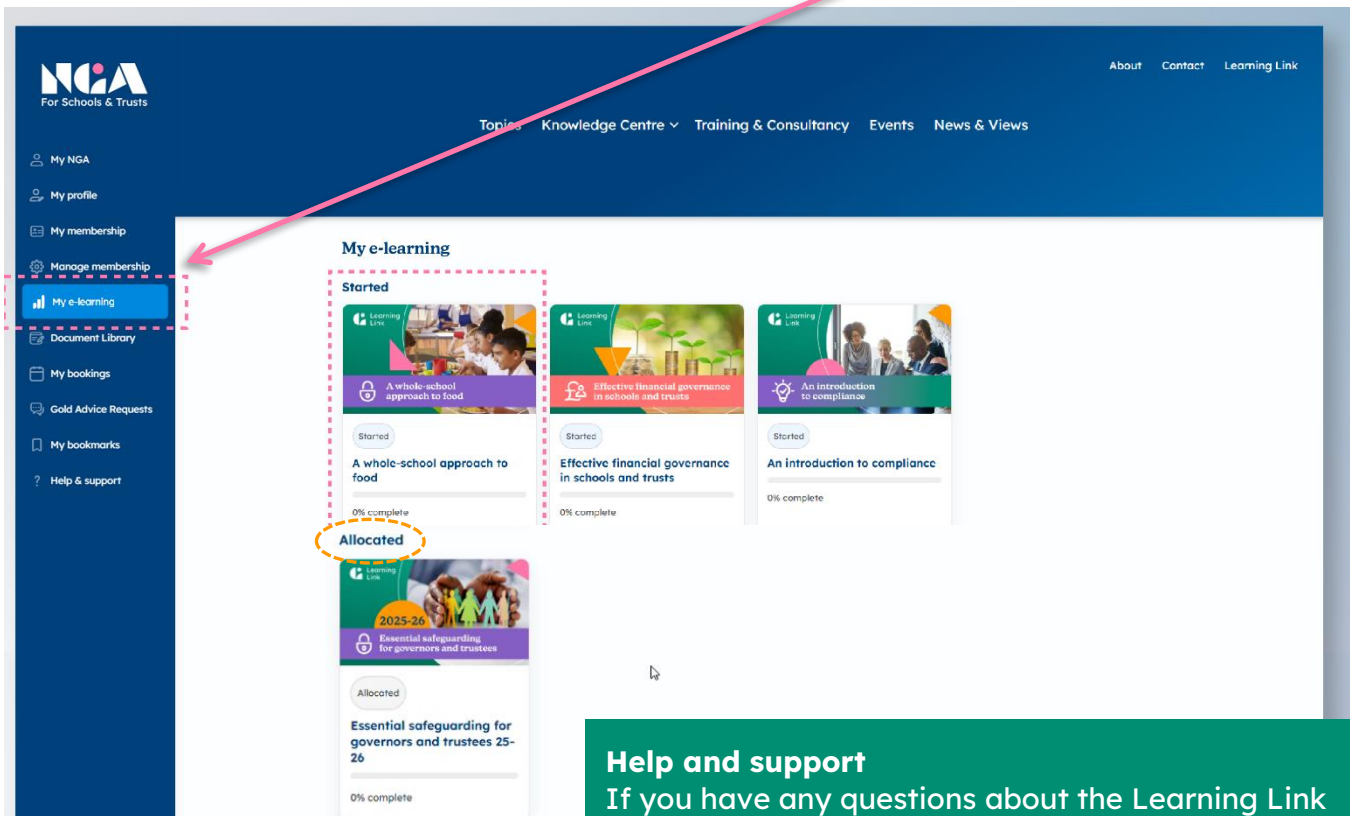 NGA
For Schools & Trusts
About Contact Learning Link
Topics Knowledge Centre Training & Consultancy Events News & Views
My NGA
My profile
My membership
Manage membership
My e-learning
Document Library
My bookings
Gold Advice Requests
My bookmarks
? Help & support
My e-learning
Started
Learning
Link
A whole-school
approach to food
Started
A whole-school approach to
food
0% complete
Learning
Link
Effective financial governance
in schools and trusts
Started
Effective financial governance
in schools and trusts
0% complete
Learning
Link
An introduction
to compliance
Started
An introduction to compliance
0% complete
Allocated
Learning
Link
2025-26
Essential safeguarding
for governors and trustees
Allocated
Essential safeguarding for
governors and trustees 25-
26
0% complete
Help and support
If you have any questions about the Learning Link